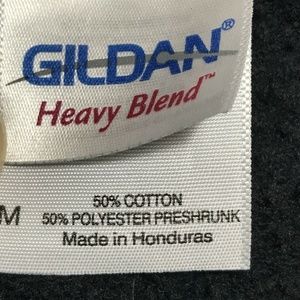 GILDAN®
Heavy Blend™
M
50% COTTON
50% POLYESTER PRESHRUNK
Made in Honduras